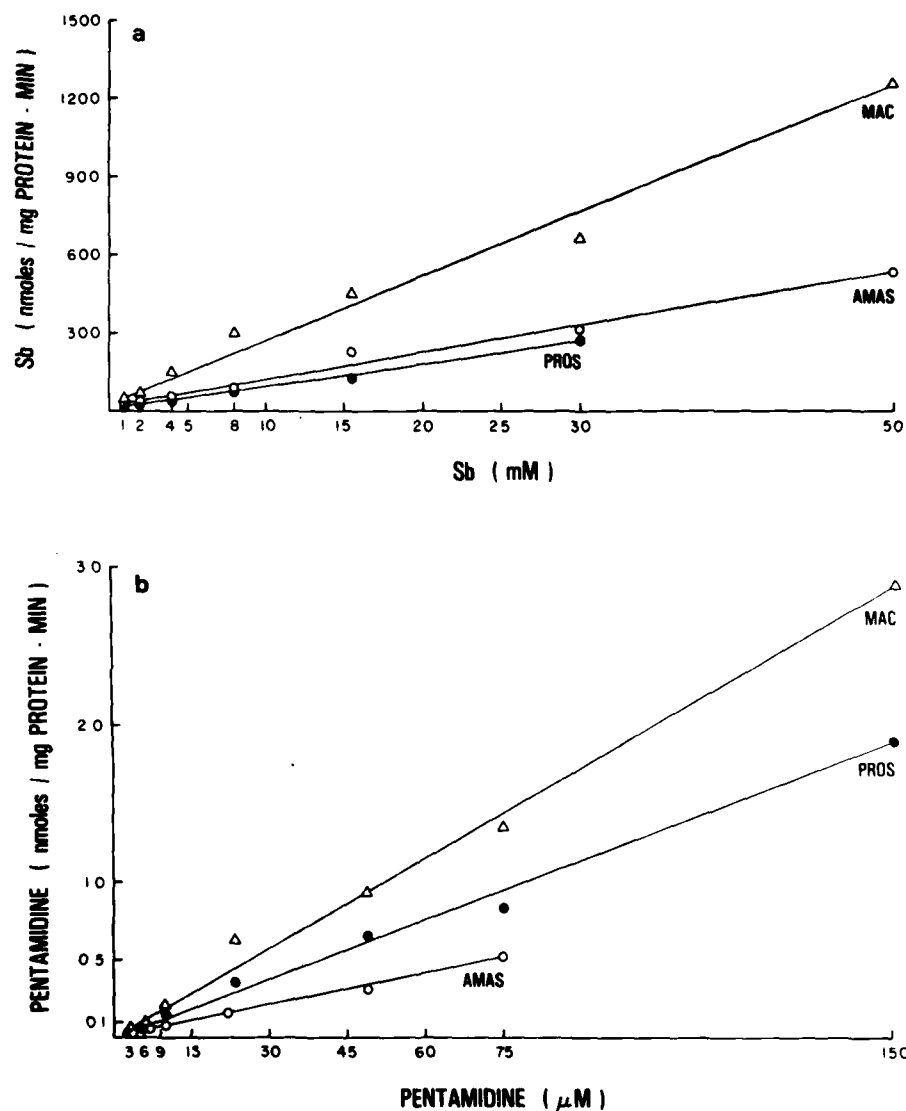 a
Sb ( nmoles / mg PROTEIN · MIN )
1500
1200
900
600
300
MAC
AMAS
PROS
1 2 4 5 8 10 15 20 25 30 50
Sb ( mM )
b
PENTAMIDINE ( nmoles / mg PROTEIN · MIN )
3 0
2 0
1 0
0 5
0 1
MAC
PROS
AMAS
3 6 9 15 30 45 60 75 150
PENTAMIDINE ( μM )